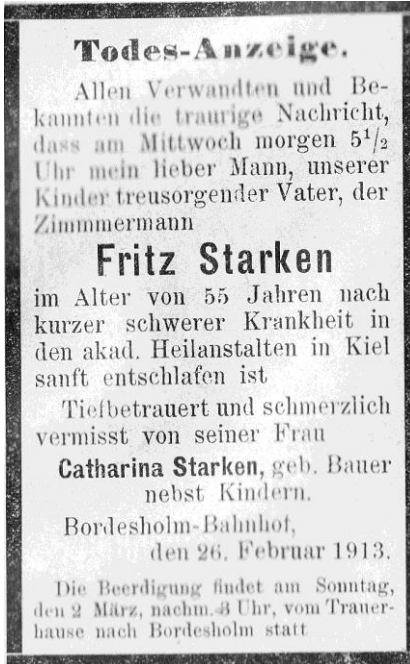 Todes-Anzeige.
Allen Verwandten und Be-
kannten die traurige Nachricht,
dass am Mittwoch morgen 5½
Uhr mein lieber Mann, unserer
Kinder treusorgender Vater, der
Zimmmermann
Fritz Starken
im Alter von 55 Jahren nach
kurzer schwerer Krankheit in
den akad. Heilanstalten in Kiel
sanft entschlafen ist
Tiefbetrauert und schmerzlich
vermisst von seiner Frau
Catharina Starken, geb. Bauer
nebst Kindern.
Bordesholm-Bahnhof,
den 26. Februar 1913.
Die Beerdigung findet am Sonntag,
den 2 März, nachm. Uhr, vom Trauer-
hause nach Bordesholm statt